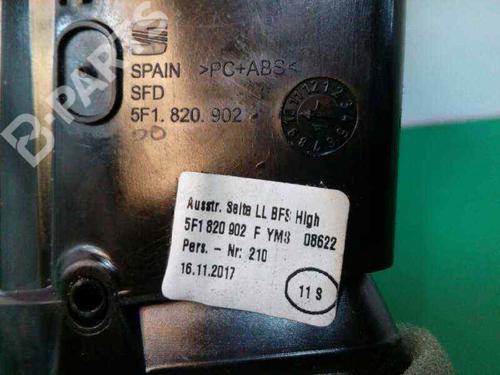 SPAIN >PC+ABS<
SFD
5F1. 820. 902
Ausstr. Seite LL BFS High
5F1 820 902 F YM3 08622
Pers. - Nr: 210
16.11.2017
11 S
B-PARTS